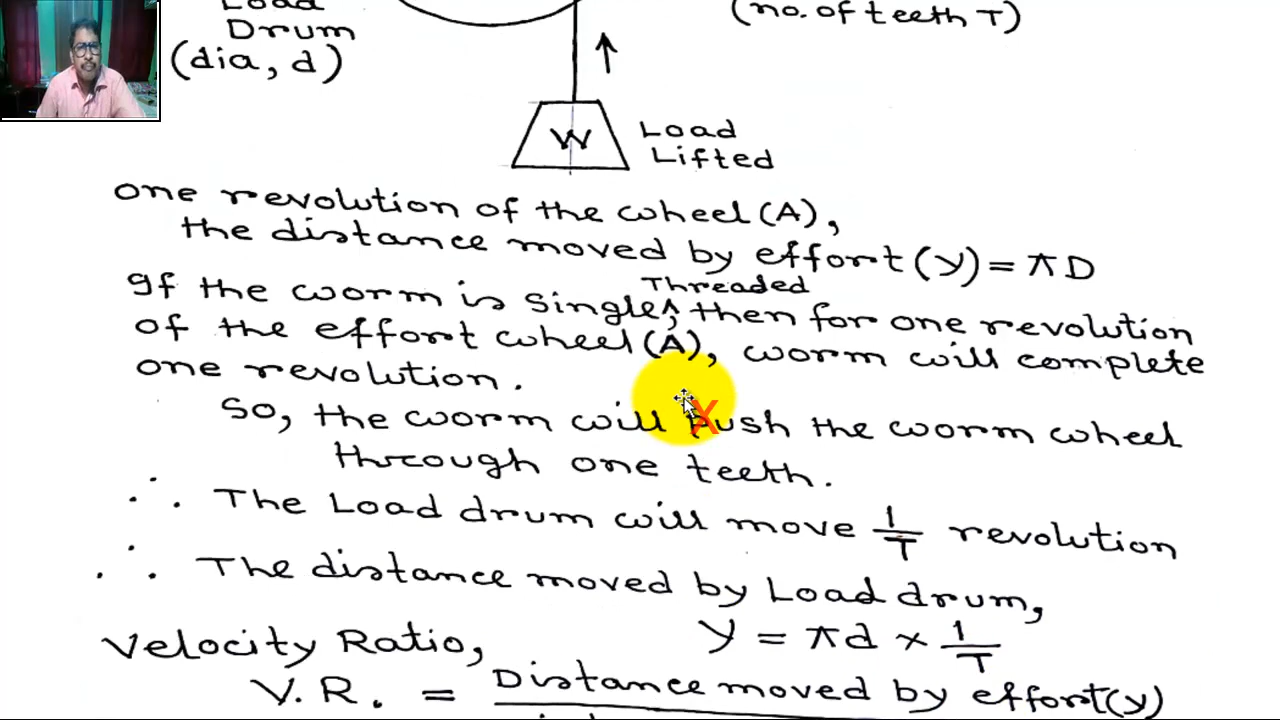 Load
Drum
(dia, d)
(no. of teeth T)
W
Load
Lifted
one revolution of the wheel (A),
the distance moved by effort (y) = πD
Threaded
If the worm is single^, then for one revolution
of the effort wheel (A), worm will complete
one revolution.
So, the worm will push the worm wheel
through one teeth.
∴ The Load drum will move 1/T revolution
∴ The distance moved by Load drum,
y = πd × 1/T
Velocity Ratio,
V.R. = Distance moved by effort (y)